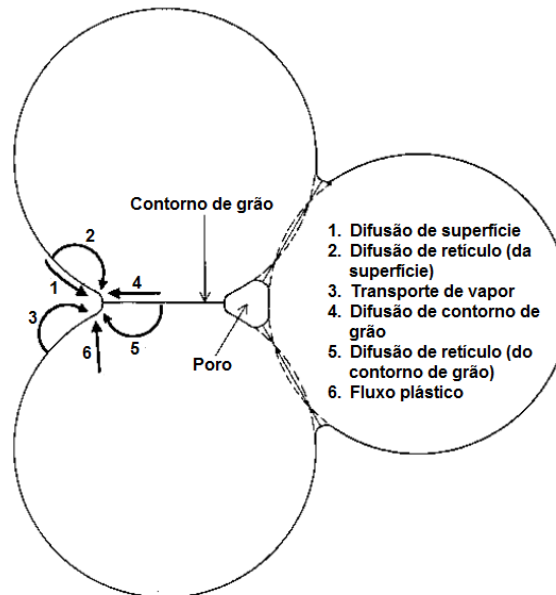 Contorno de grão
2
1
4
3
6
5
Poro
1. Difusão de superfície
2. Difusão de retículo (da
superfície)
3. Transporte de vapor
4. Difusão de contorno de
grão
5. Difusão de retículo (do
contorno de grão)
6. Fluxo plástico